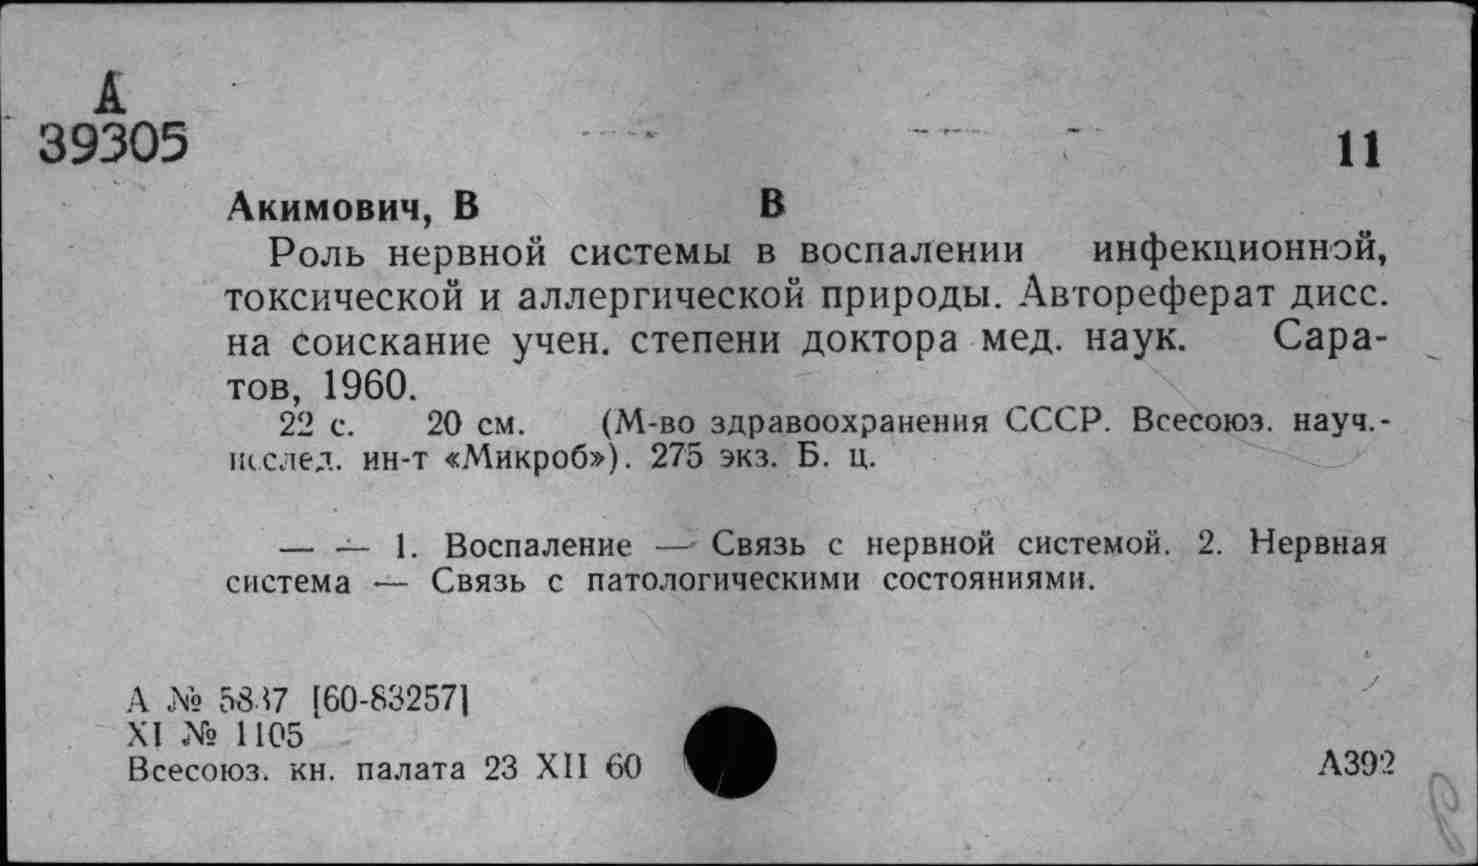 А
39305
11
Акимович, В В
Роль нервной системы в воспалении инфекционной,
токсической и аллергической природы. Автореферат дисс.
на соискание учен. степени доктора мед. наук. Сара-
тов, 1960.
22 с. 20 см. (М-во здравоохранения СССР. Всесоюз. науч.-
исслед. ин-т «Микроб»). 275 экз. Б. ц.
— — 1. Воспаление — Связь с нервной системой. 2. Нервная
система — Связь с патологическими состояниями.
А № [60-83257]
XI № 1105
Всесоюз. кн. палата 23 XII 60
А392